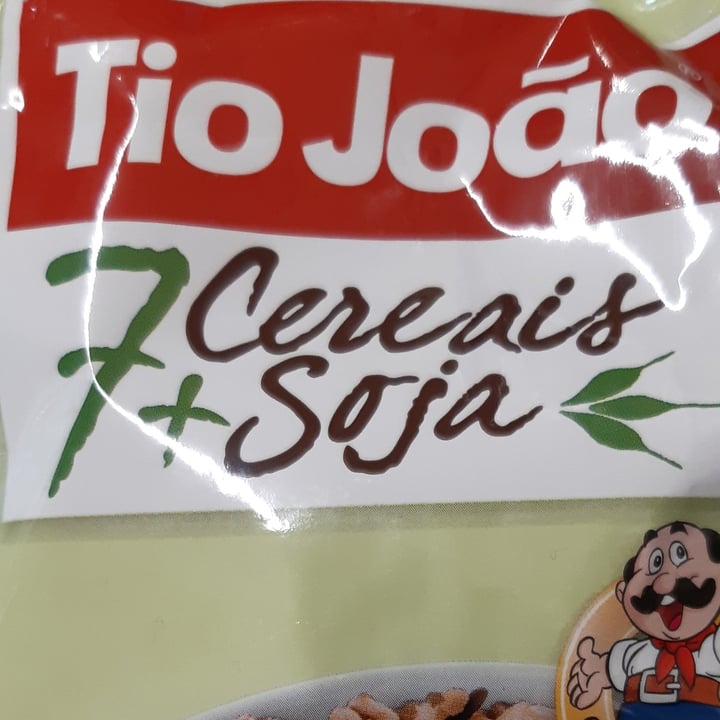 Tio João
7 Cereais
+ Soja